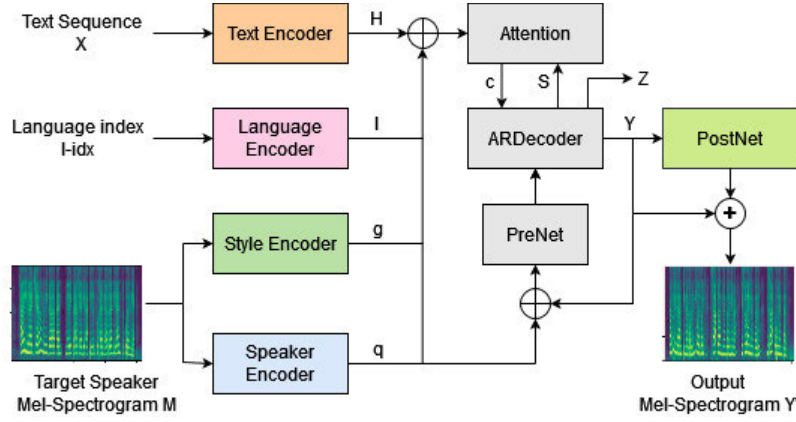 Text Sequence
X
Text Encoder
H
Attention
c
S
Z
Language index
l-idx
Language
Encoder
l
ARDecoder
Y
PostNet
Style Encoder
g
PreNet
Speaker
Encoder
q
Target Speaker
Mel-Spectrogram M
Output
Mel-Spectrogram Y'